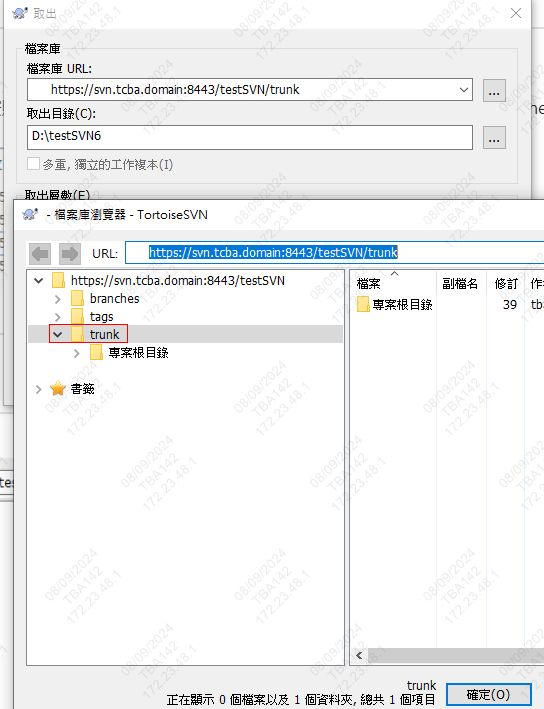 取出
檔案庫
檔案庫 URL:
https://svn.tcba.domain:8443/testSVN/trunk
...
取出目錄(C):
D:\testSVN6
...
多重, 獨立的工作複本(I)
取出層數(E)
- 檔案庫瀏覽器 - TortoiseSVN
URL:
https://svn.tcba.domain:8443/testSVN/trunk
https://svn.tcba.domain:8443/testSVN
branches
tags
trunk
專案根目錄
書籤
檔案 副檔名 修訂
專案根目錄 39 tb
trunk
正在顯示 0 個檔案以及 1 個資料夾, 總共 1 個項目
確定(O)
08/09/2024
TBA142
172.23.48.1